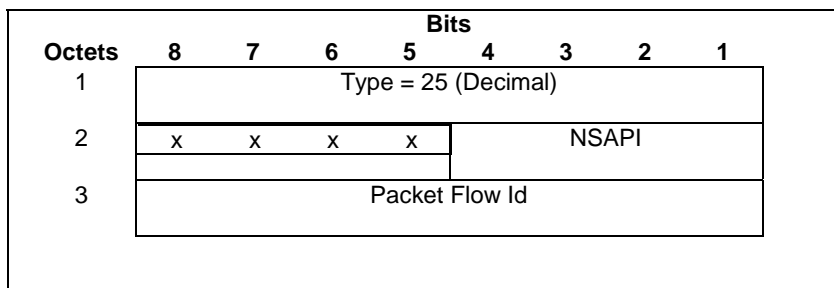 Bits
Octets 8 7 6 5 4 3 2 1
1 Type = 25 (Decimal)
2 x x x x NSAPI
3 Packet Flow Id